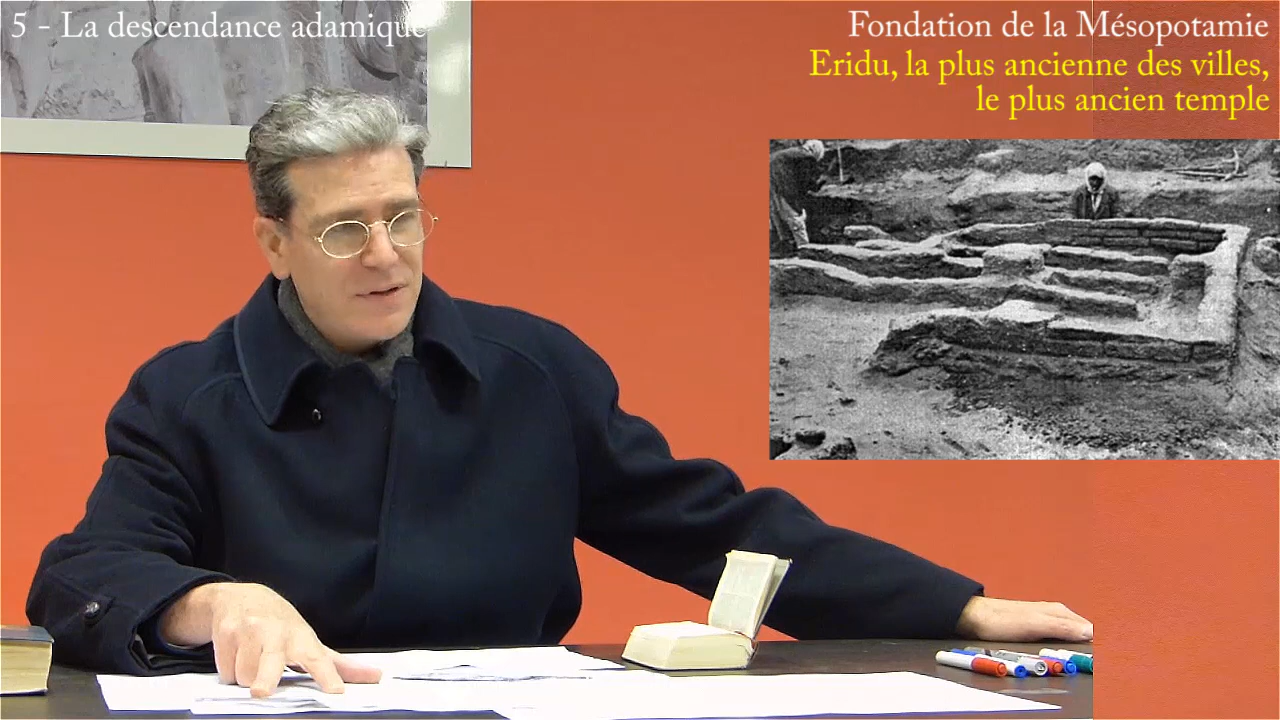 5 - La descendance adamique
Fondation de la Mésopotamie
Eridu, la plus ancienne des villes,
le plus ancien temple